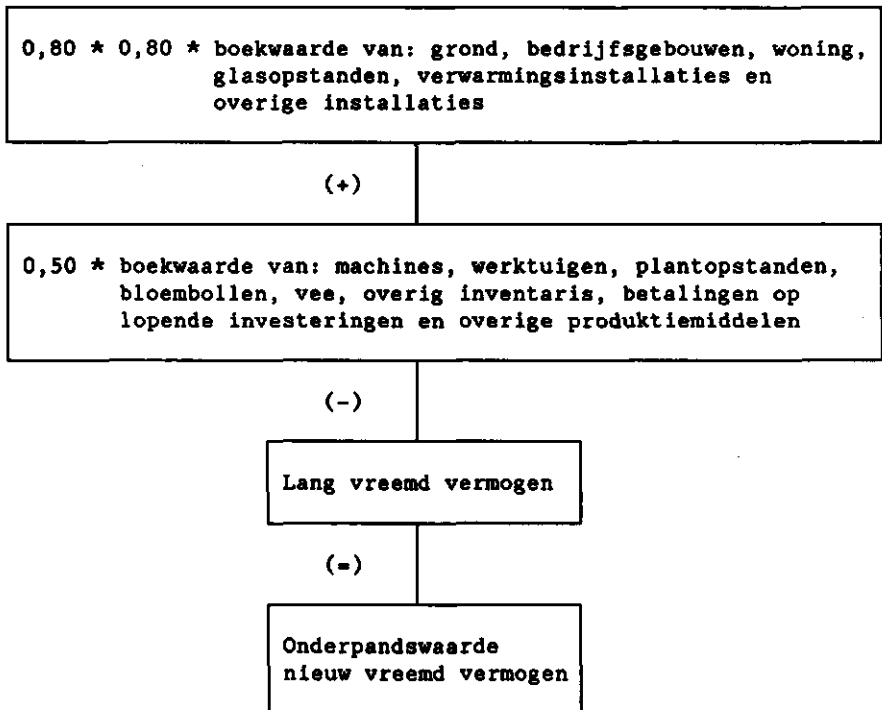 0,80 * 0,80 * boekwaarde van: grond, bedrijfsgebouwen, woning,
glasopstanden, verwarmingsinstallaties en
overige installaties
(+)
0,50 * boekwaarde van: machines, werktuigen, plantopstanden,
bloembollen, vee, overig inventaris, betalingen op
lopende investeringen en overige produktiemiddelen
(-)
Lang vreemd vermogen
(=)
Onderpandswaarde
nieuw vreemd vermogen